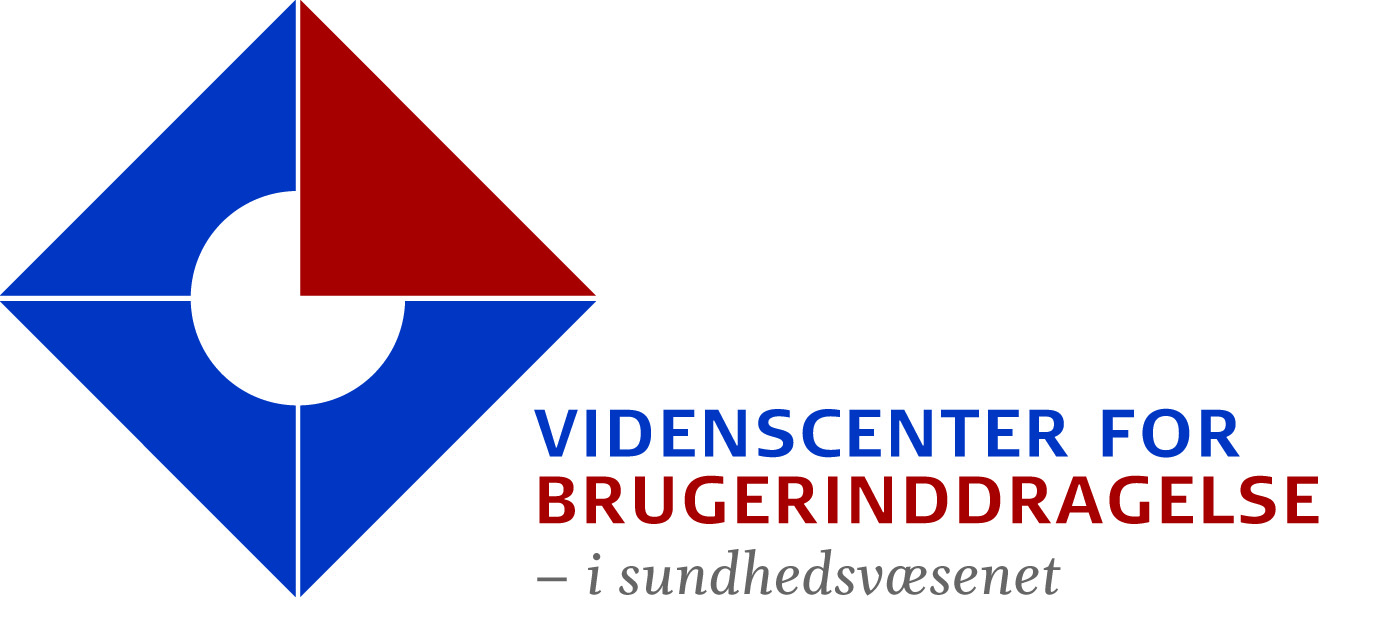 VIDENSCENTER FOR
BRUGERINDDRAGELSE
– i sundhedsvæsenet